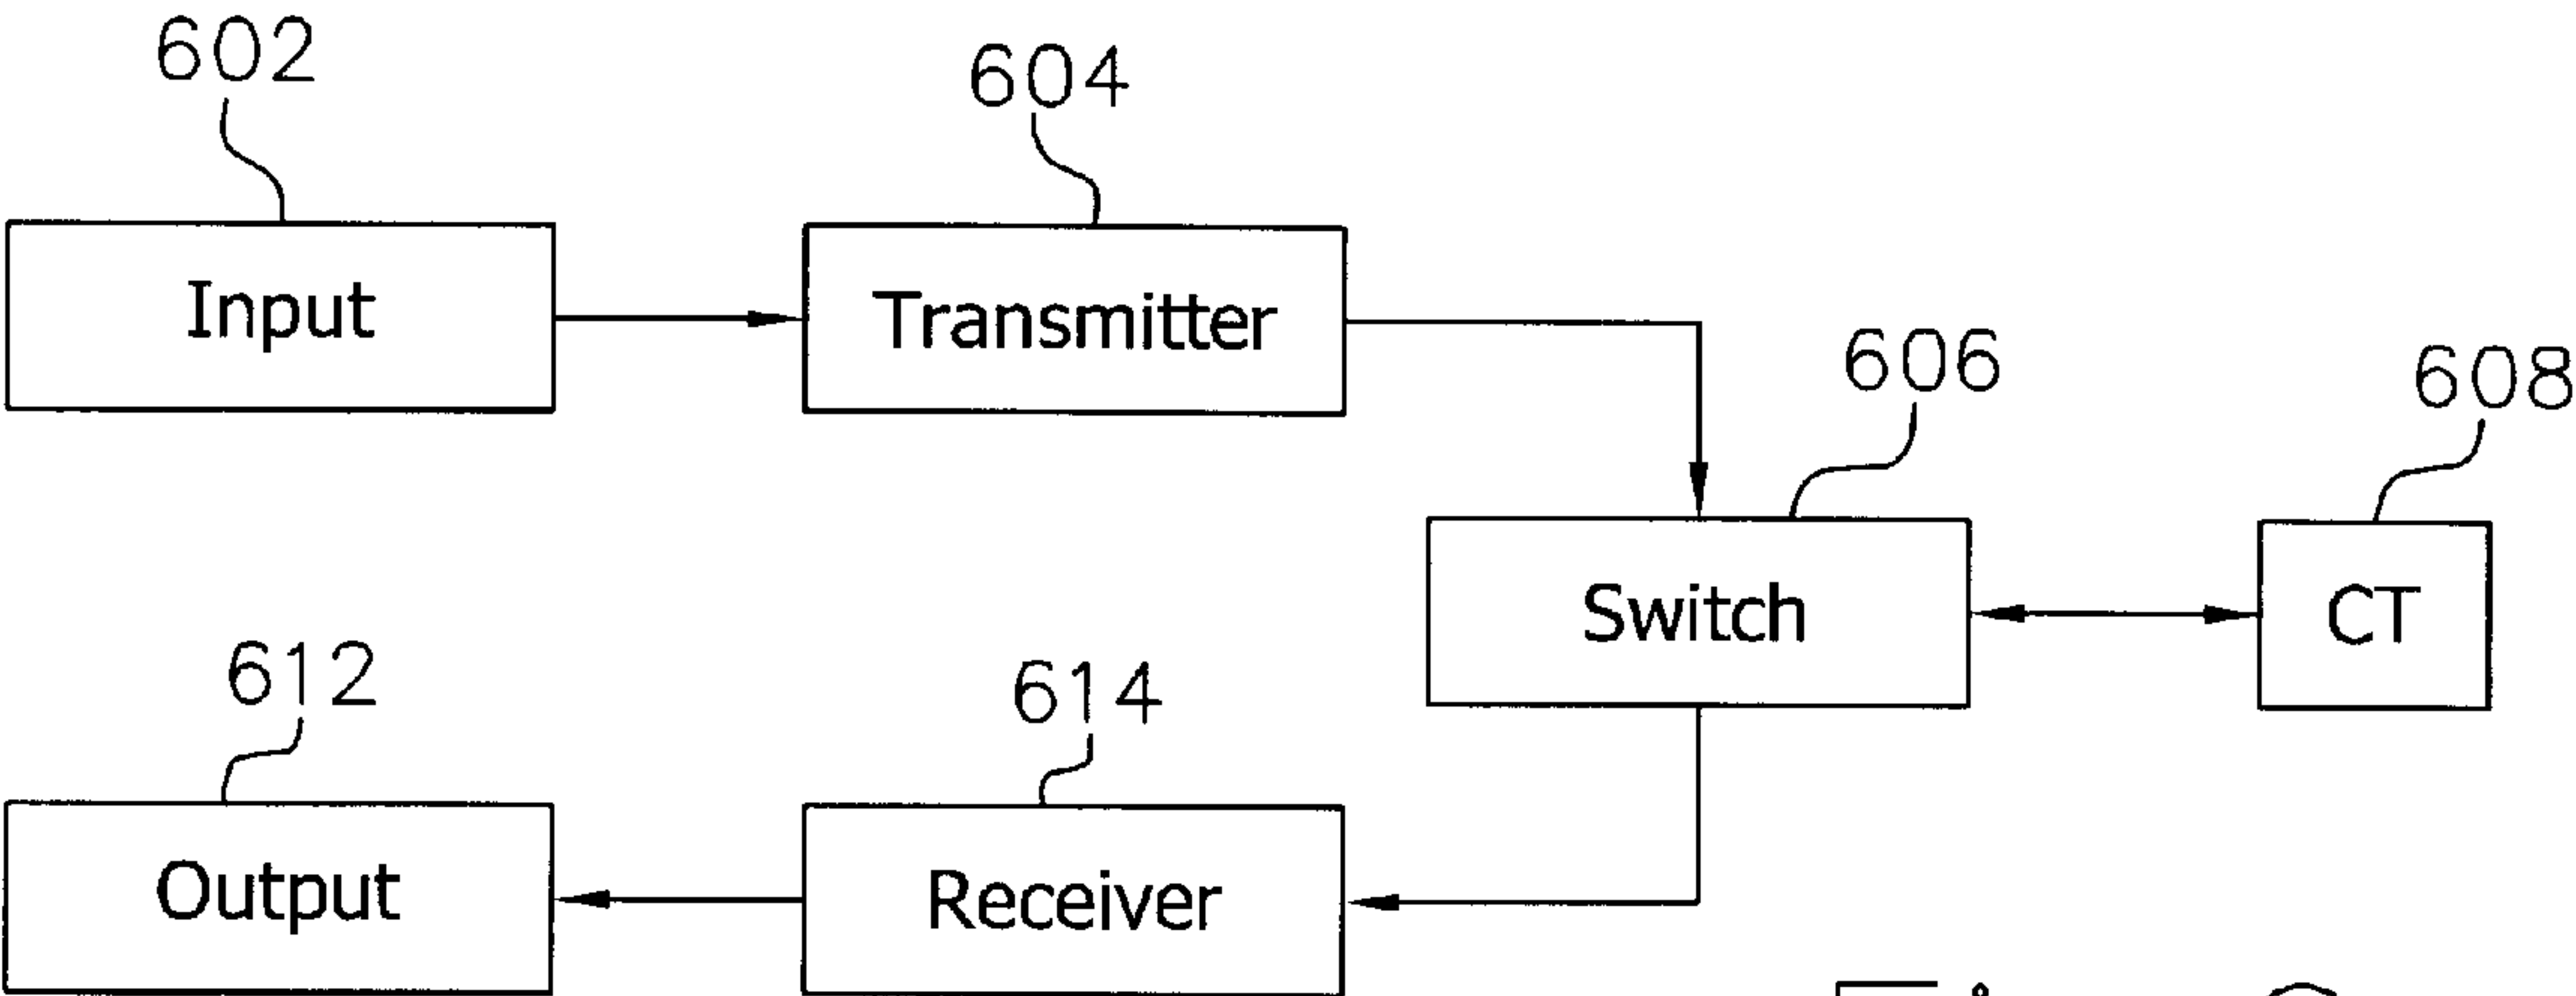 602
604
Input
Transmitter
606
608
Switch
CT
612
614
Output
Receiver